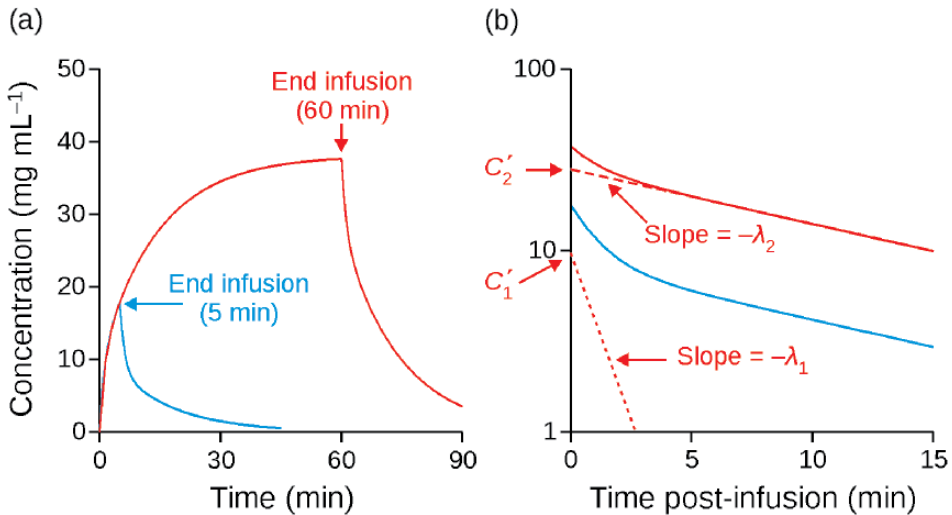 (a)
50
40
30
20
10
0
Concentration (mg mL⁻¹)
End infusion
(60 min)
End infusion
(5 min)
0 30 60 90
Time (min)
(b)
100
10
1
C′₂
C′₁
Slope = –λ₂
Slope = –λ₁
0 5 10 15
Time post-infusion (min)